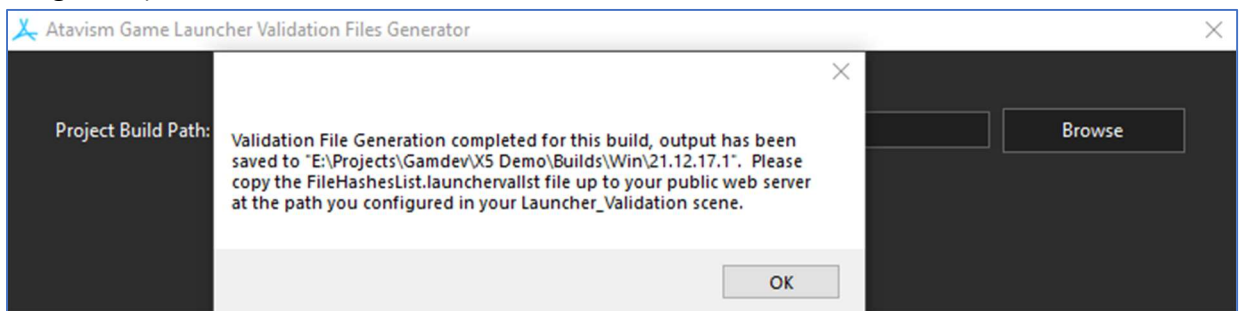 Atavism Game Launcher Validation Files Generator
Project Build Path:
Browse
Validation File Generation completed for this build, output has been
saved to "E:\Projects\Gamdev\X5 Demo\Builds\Win\21.12.17.1".  Please
copy the FileHashesList.launchervallst file up to your public web server
at the path you configured in your Launcher_Validation scene.
OK